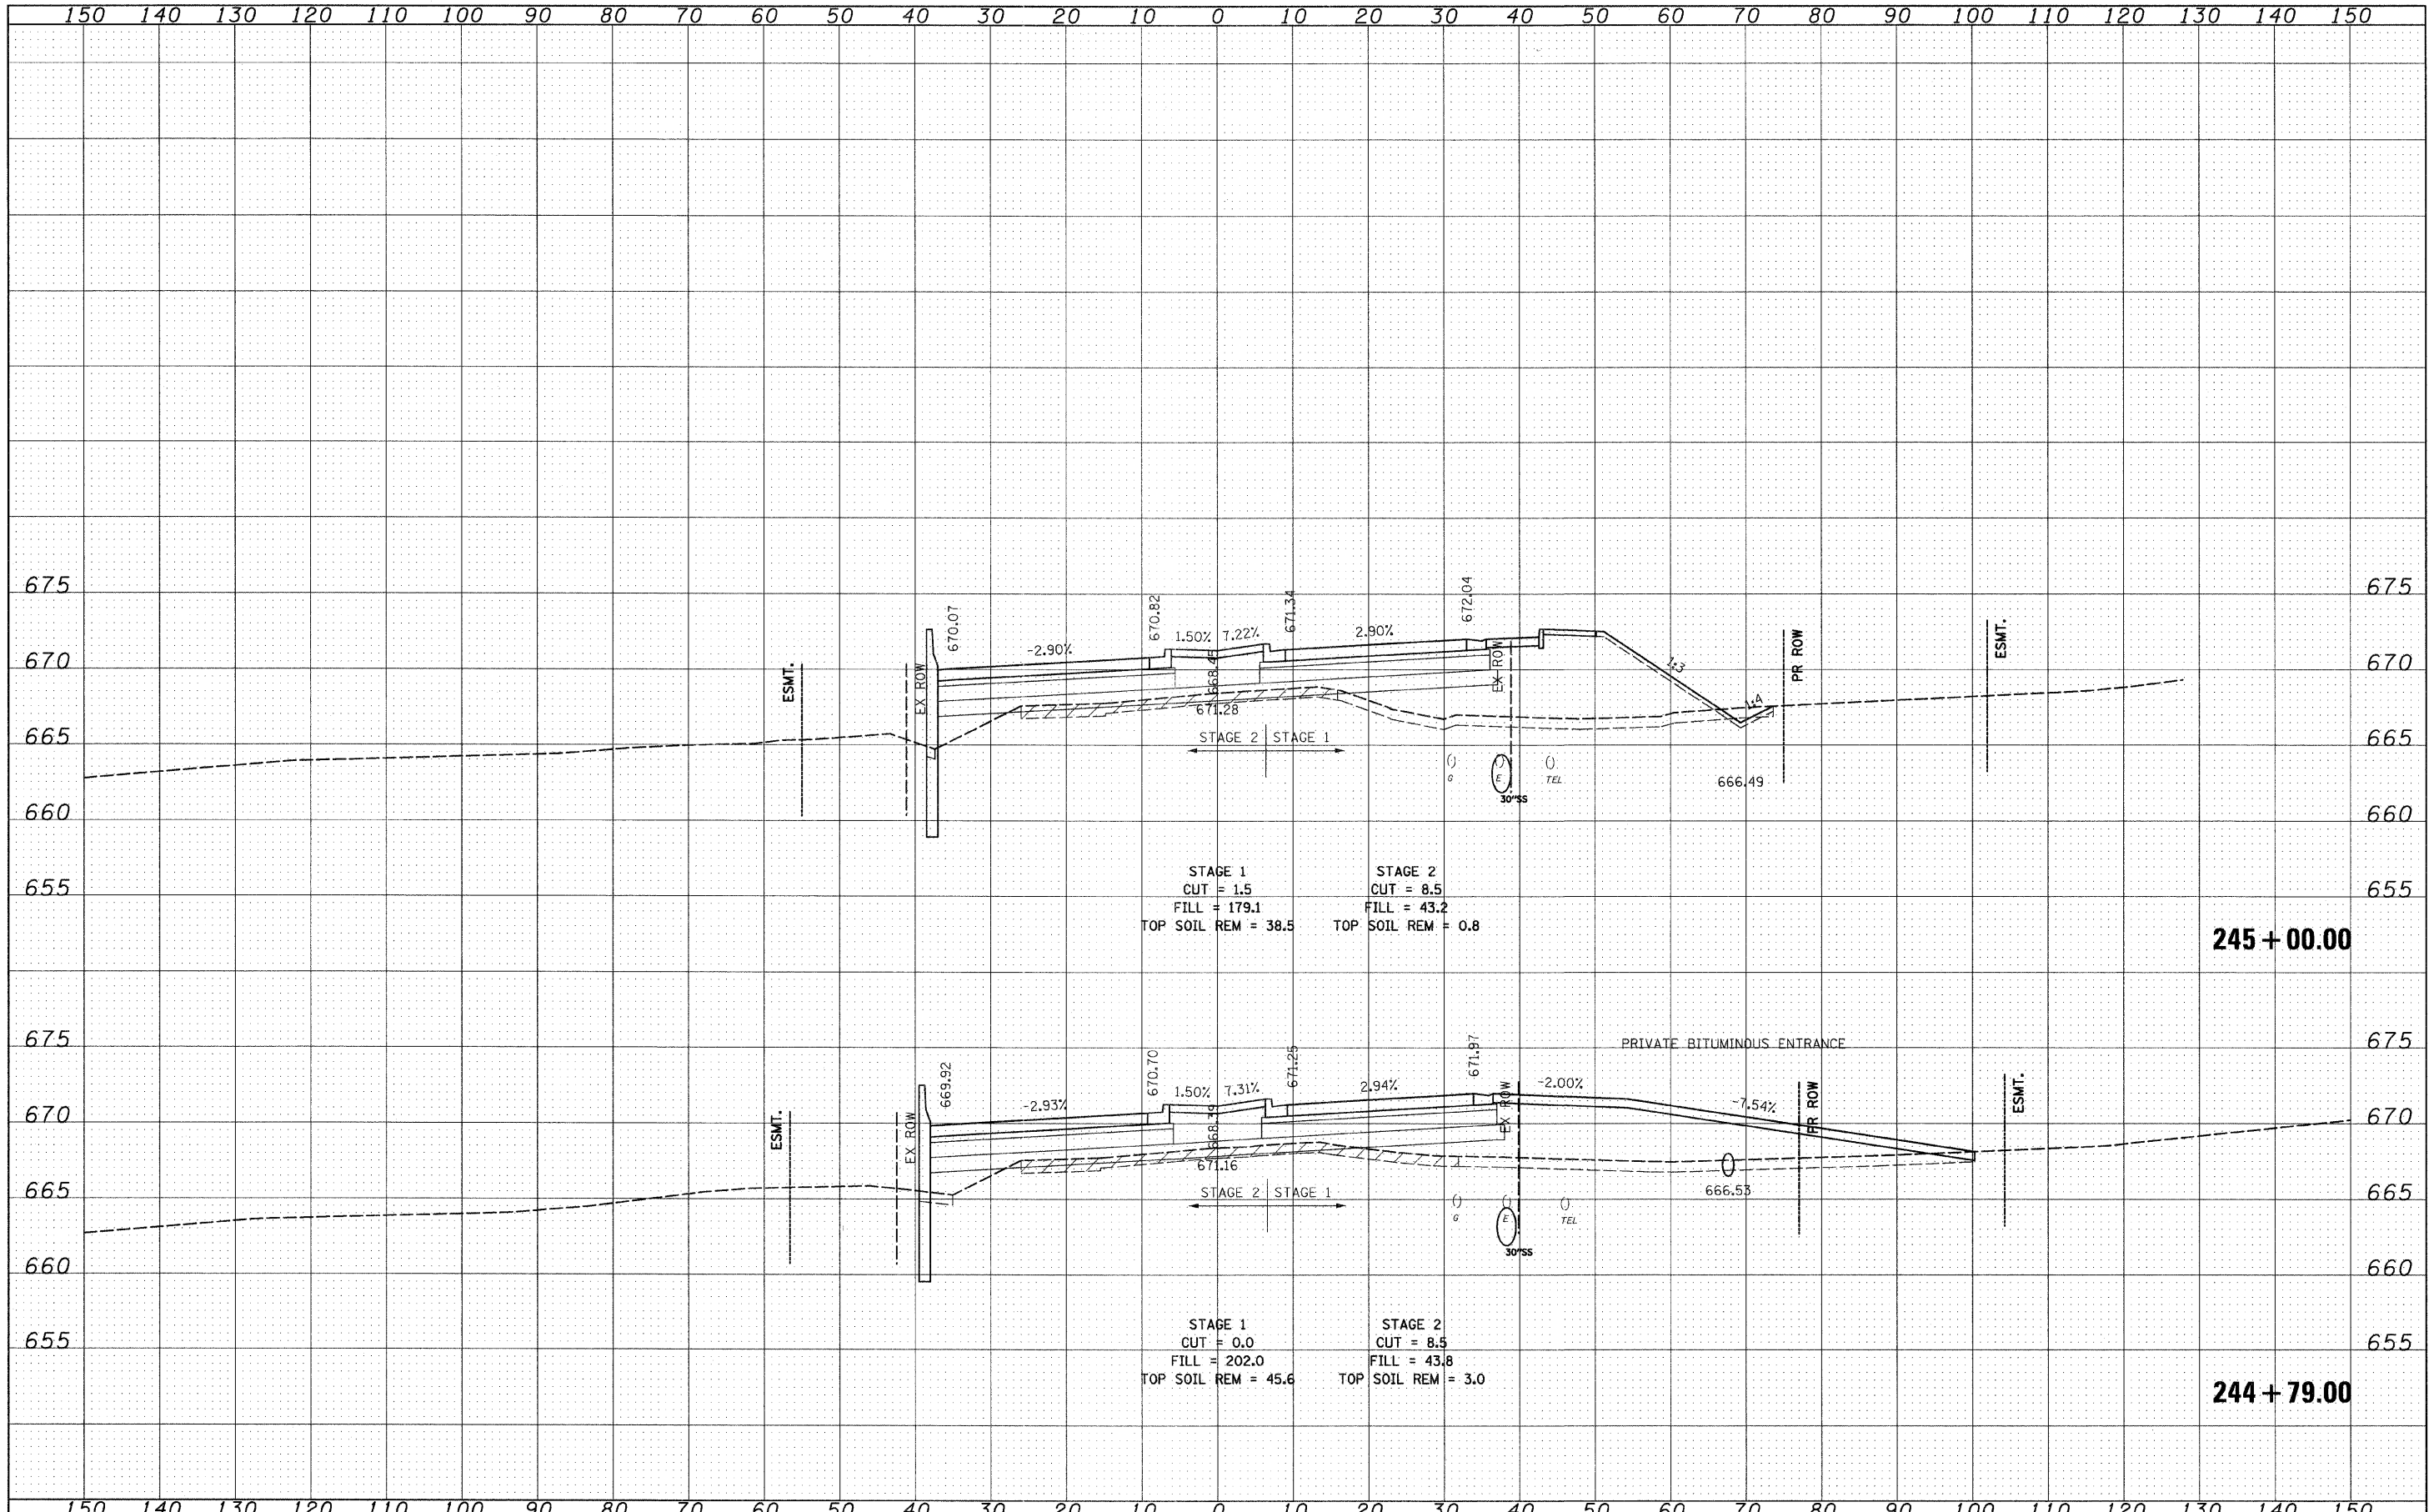 150 140 130 120 110 100 90 80 70 60 50 40 30 20 10 0 10 20 30 40 50 60 70 80 90 100 110 120 130 140 150
675 675
670.07 670.82 671.34 672.04
-2.90% 1.50% 7.22% 2.90%
670 670
ESMT. EX ROW 668.45 EX ROW 1:3 PR ROW ESMT.
671.28 1:4
665 665
STAGE 2 STAGE 1
G E TEL 666.49
30"SS
660 660
STAGE 1 STAGE 2
CUT = 1.5 CUT = 8.5
655 655
FILL = 179.1 FILL = 43.2
TOP SOIL REM = 38.5 TOP SOIL REM = 0.8
245+00.00
675 PRIVATE BITUMINOUS ENTRANCE 675
669.92 670.70 671.25 671.97
-2.93% 1.50% 7.31% 2.94% -2.00% -7.54%
670 670
ESMT. EX ROW 668.39 EX ROW PR ROW ESMT.
671.16
665 665
STAGE 2 STAGE 1 666.53
G E TEL
30"SS
660 660
STAGE 1 STAGE 2
CUT = 0.0 CUT = 8.5
655 655
FILL = 202.0 FILL = 43.8
TOP SOIL REM = 45.6 TOP SOIL REM = 3.0
244+79.00
150 140 130 120 110 100 90 80 70 60 50 40 30 20 10 0 10 20 30 40 50 60 70 80 90 100 110 120 130 140 150